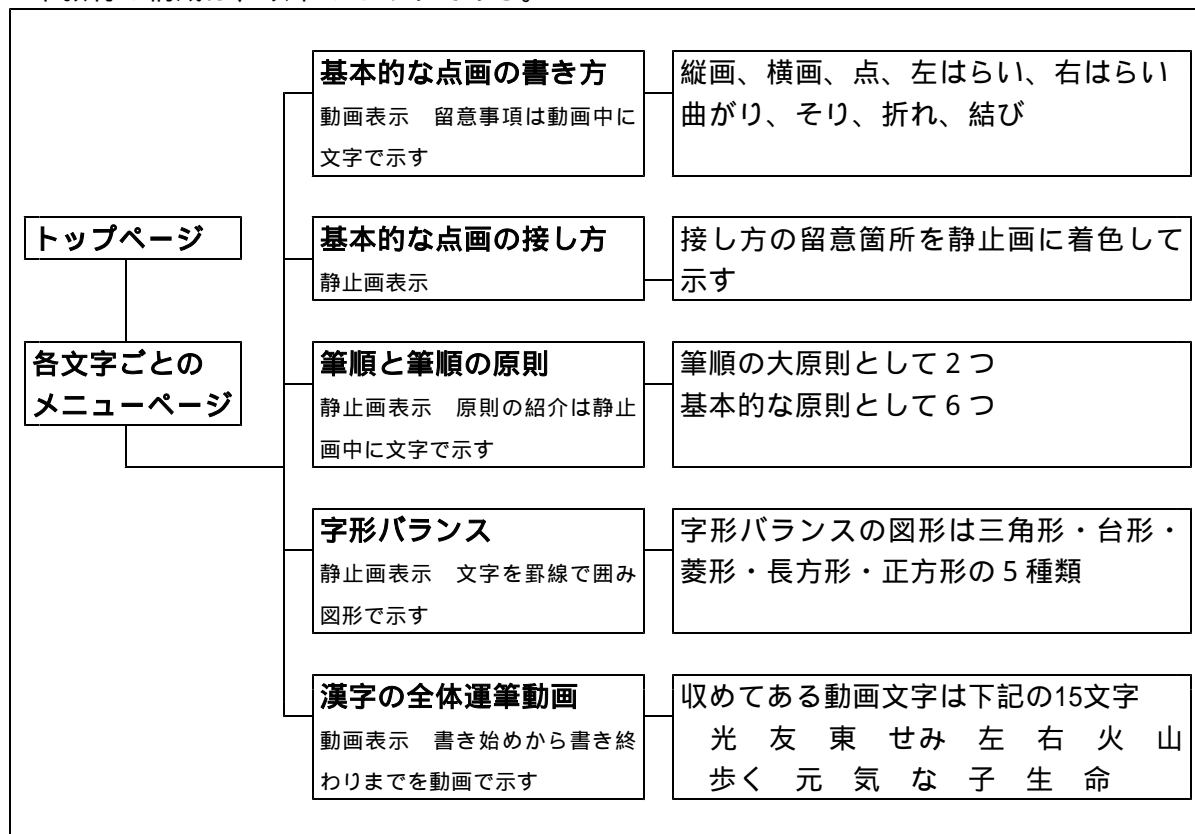 トップページ
各文字ごとの
メニューページ
基本的な点画の書き方
動画表示　留意事項は動画中に
文字で示す
縦画、横画、点、左はらい、右はらい
曲がり、そり、折れ、結び
基本的な点画の接し方
静止画表示
接し方の留意箇所を静止画に着色して
示す
筆順と筆順の原則
静止画表示　原則の紹介は静止
画中に文字で示す
筆順の大原則として２つ
基本的な原則として６つ
字形バランス
静止画表示　文字を罫線で囲み
図形で示す
字形バランスの図形は三角形・台形・
菱形・長方形・正方形の５種類
漢字の全体運筆動画
動画表示　書き始めから書き終
わりまでを動画で示す
収めてある動画文字は下記の15文字
光　友　東　せみ　左　右　火　山
歩く　元　気　な　子　生　命